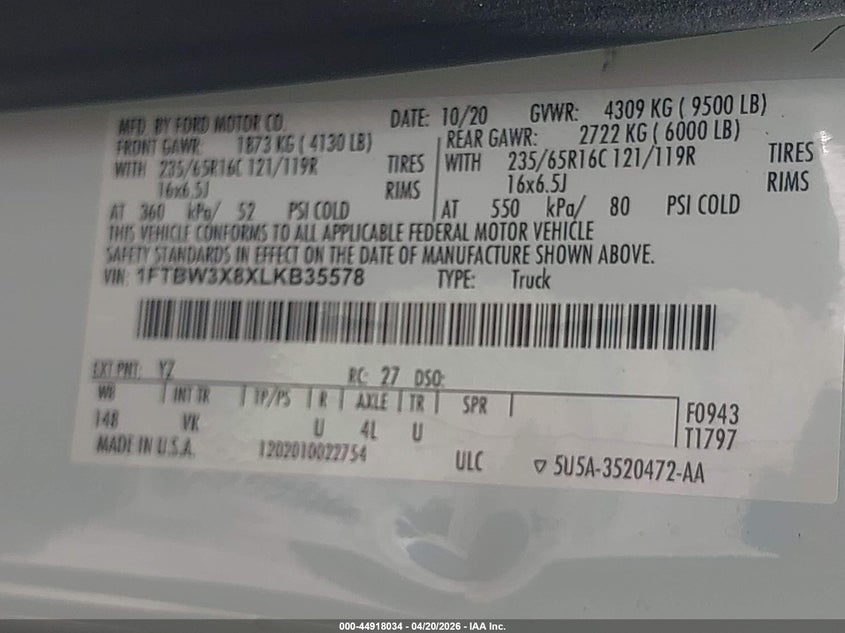 MFD. BY FORD MOTOR CO. DATE: 10/20 GVWR: 4309 KG ( 9500 LB)
FRONT GAWR: 1873 KG ( 4130 LB) REAR GAWR: 2722 KG ( 6000 LB)
WITH 235/65R16C 121/119R TIRES WITH 235/65R16C 121/119R TIRES
16x6.5J RIMS 16x6.5J RIMS
AT 360 kPa/ 52 PSI COLD AT 550 kPa/ 80 PSI COLD
THIS VEHICLE CONFORMS TO ALL APPLICABLE FEDERAL MOTOR VEHICLE
SAFETY STANDARDS IN EFFECT ON THE DATE OF MANUFACTURE SHOWN ABOVE.
VIN: 1FTBW3X8XLKB35578 TYPE: Truck
EXT PNT: YZ RC: 27 DSO:
WB INT TR TP/PS R AXLE TR SPR F0943
148 VK U 4L U T1797
MADE IN U.S.A. 1202010022754 ULC ▽ 5U5A-3520472-AA
000-44918034 - 04/20/2026 - IAA Inc.